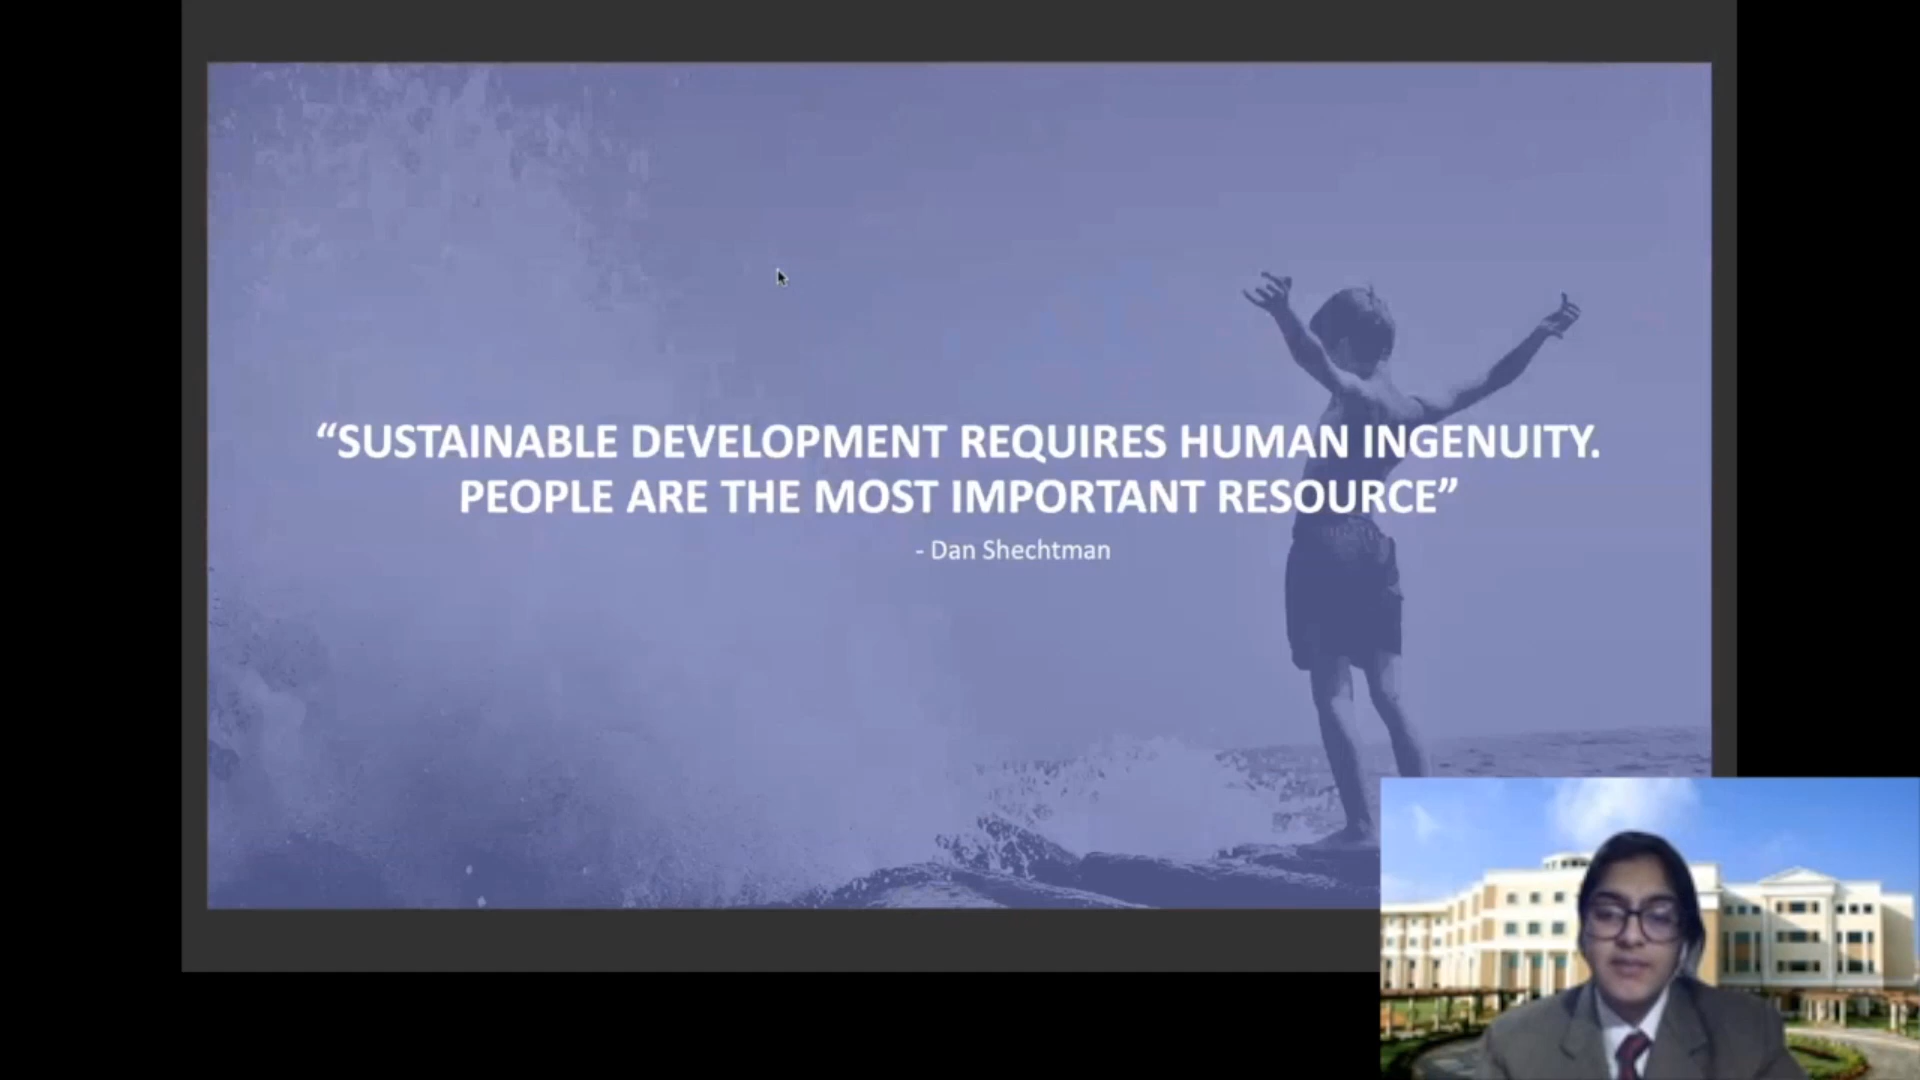 “SUSTAINABLE DEVELOPMENT REQUIRES HUMAN INGENUITY.
PEOPLE ARE THE MOST IMPORTANT RESOURCE”
- Dan Shechtman